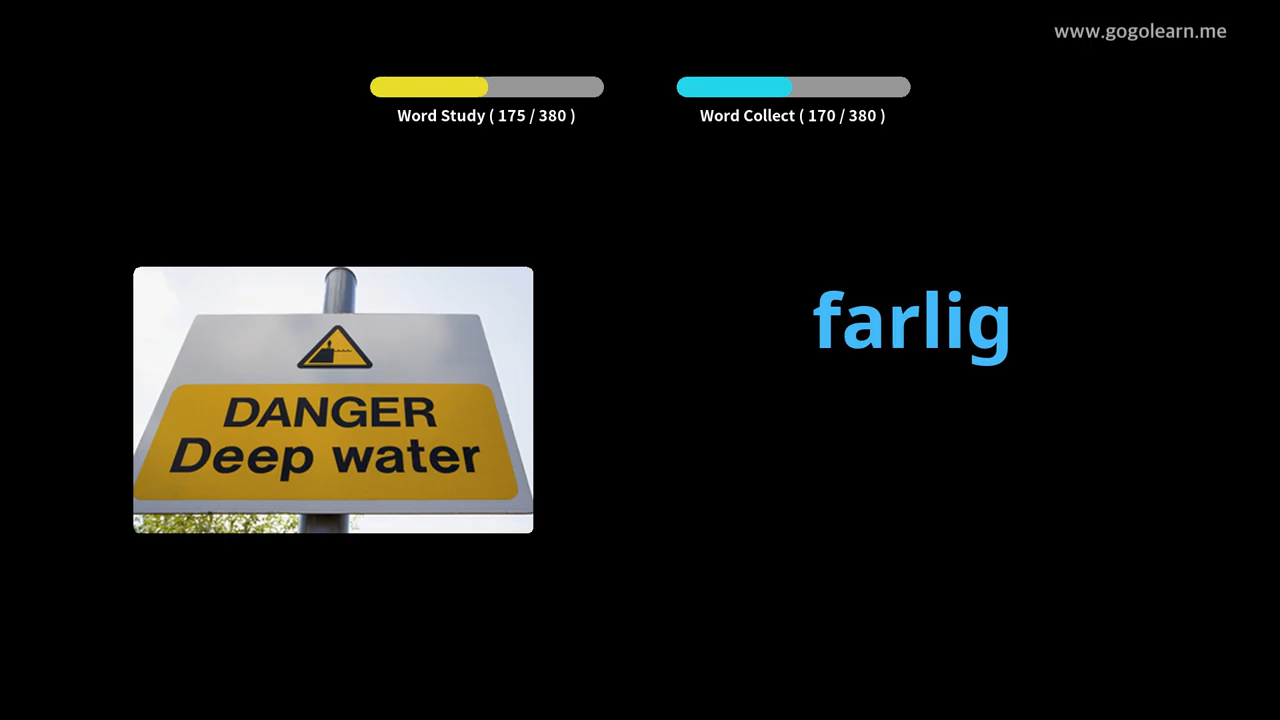 www.gogolearn.me
Word Study ( 175 / 380 )
Word Collect ( 170 / 380 )
farlig
DANGER
Deep water